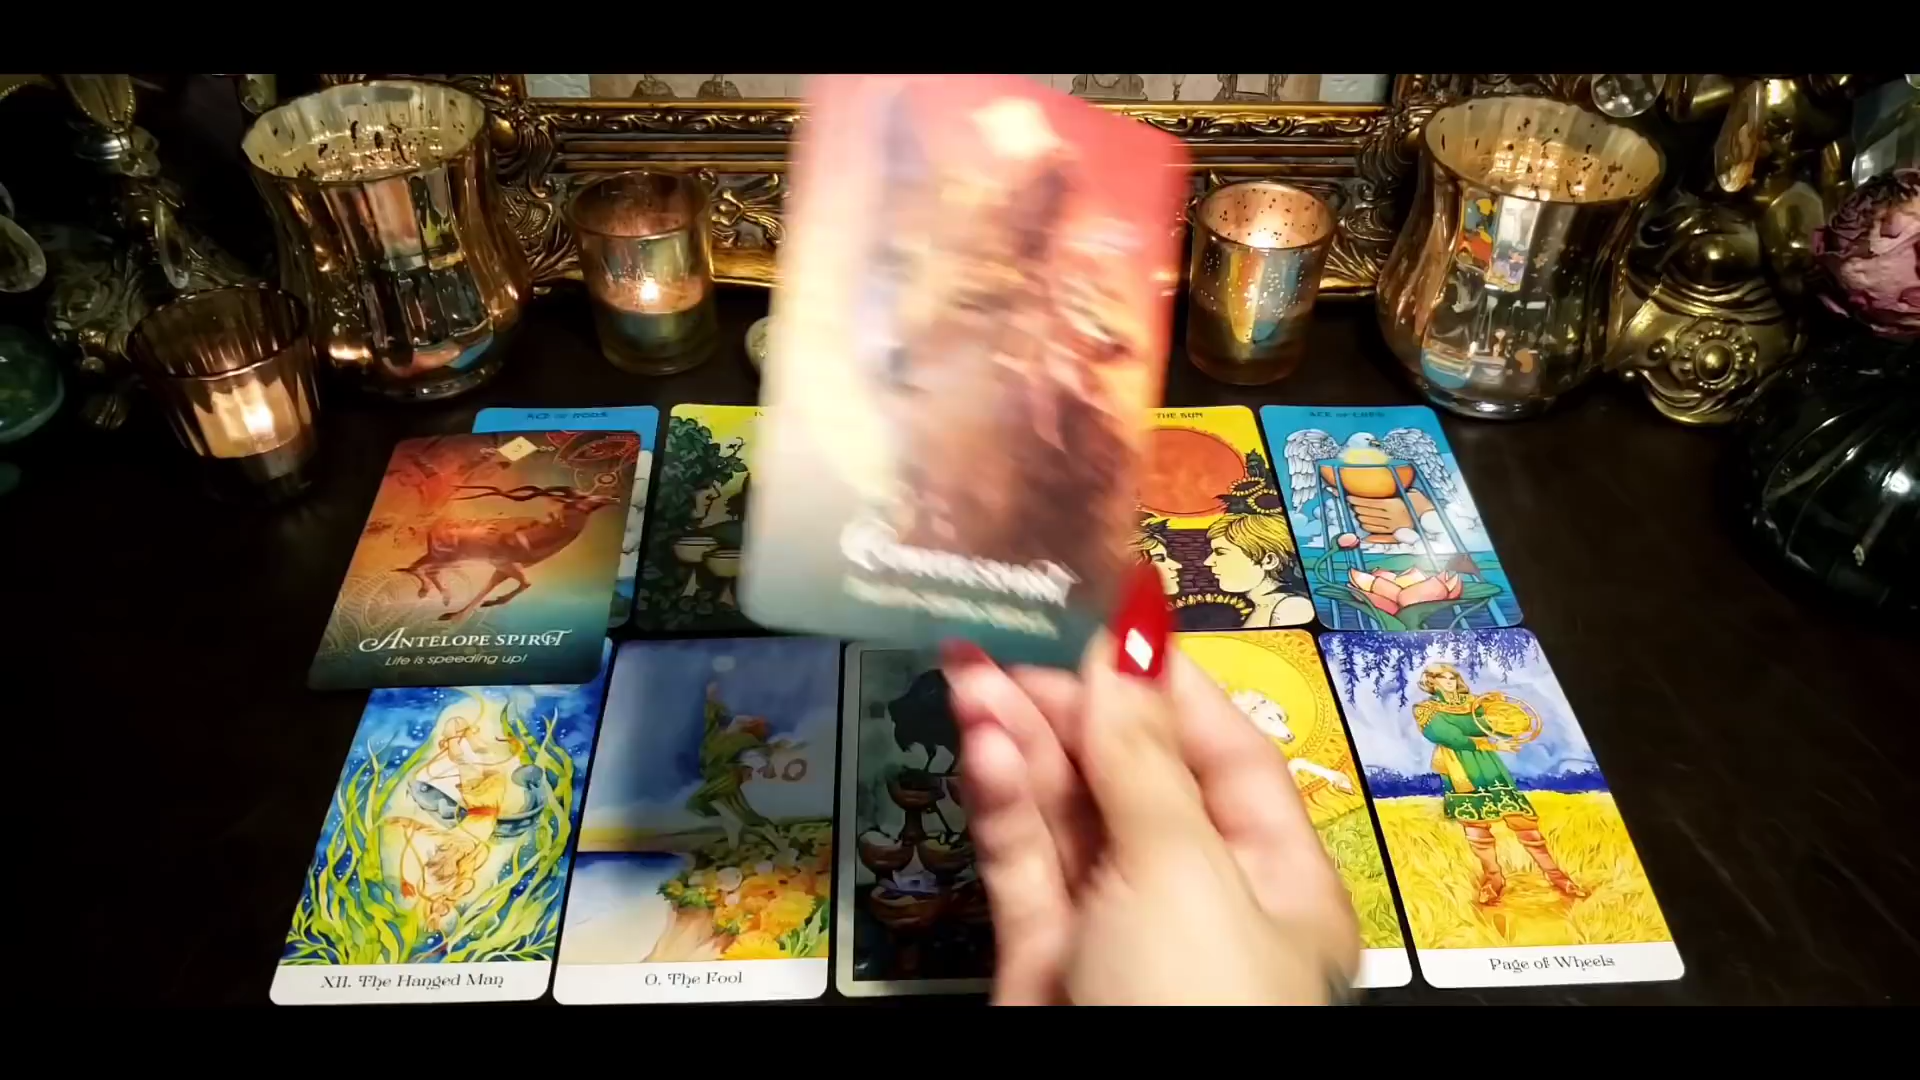 ACE OF RODS
THE SUN
ACE OF CUPS
ANTELOPE SPIRIT
Life is speeding up!
XII. The Hanged Man
0. The Fool
Page of Wheels